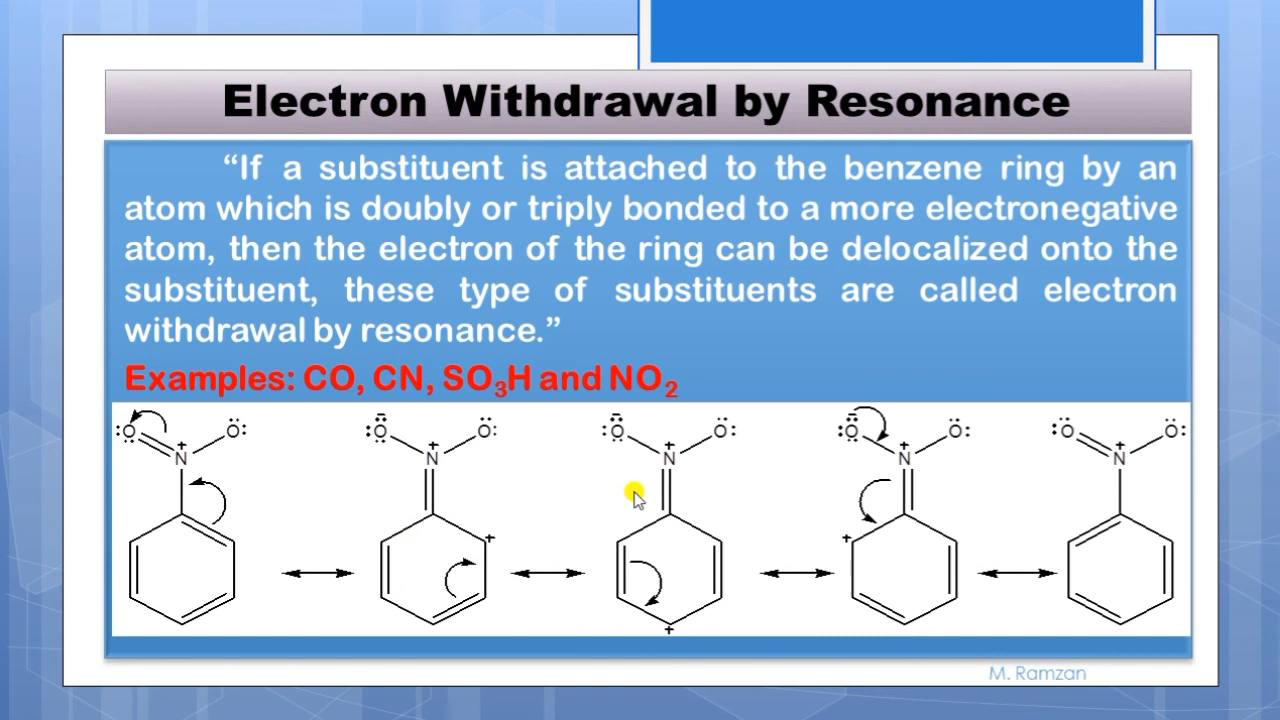 Electron Withdrawal by Resonance
“If a substituent is attached to the benzene ring by an
atom which is doubly or triply bonded to a more electronegative
atom, then the electron of the ring can be delocalized onto the
substituent, these type of substituents are called electron
withdrawal by resonance.”
Examples: CO, CN, SO₃H and NO₂
O O O O O O O O O O
N N N N N
M. Ramzan